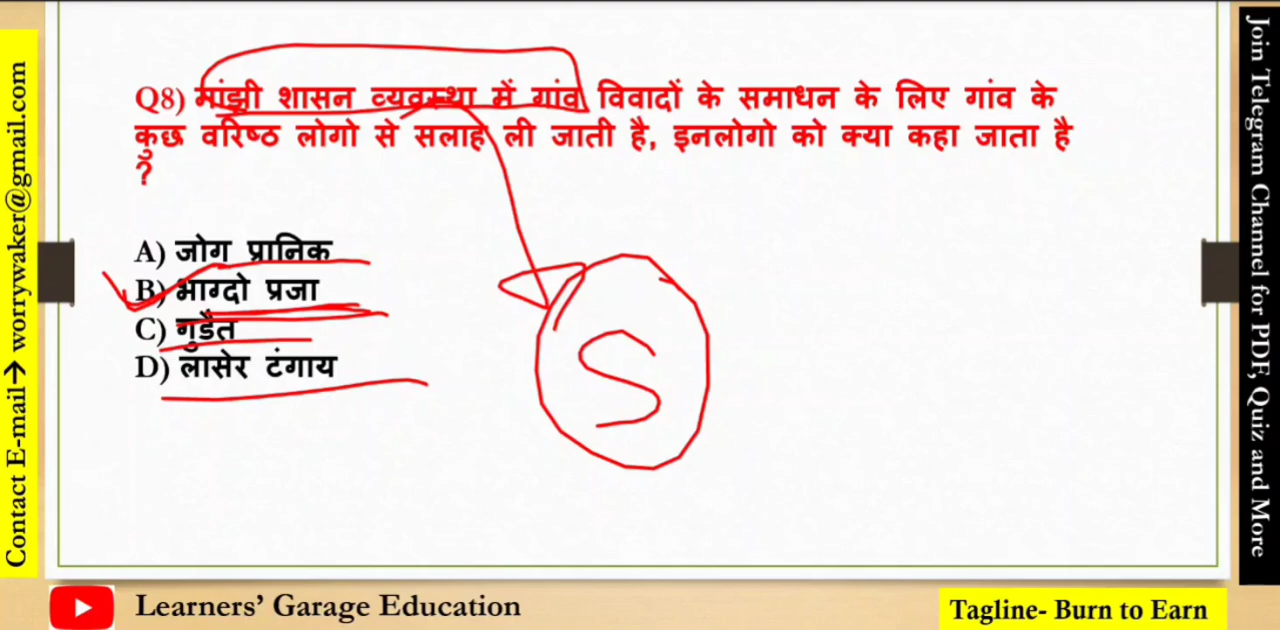 Q8) मांझी शासन व्यवस्था में गांव विवादों के समाधान के लिए गांव के
कुछ वरिष्ठ लोगो से सलाह ली जाती है, इनलोगो को क्या कहा जाता है
?
A) जोग प्रानिक
B) भाग्दो प्रजा
C) गुडैत
D) लासेर टंगाय
S
Contact E-mail→ worrywaker@gmail.com
Join Telegram Channel for PDF, Quiz and More
Learners’ Garage Education
Tagline- Burn to Earn